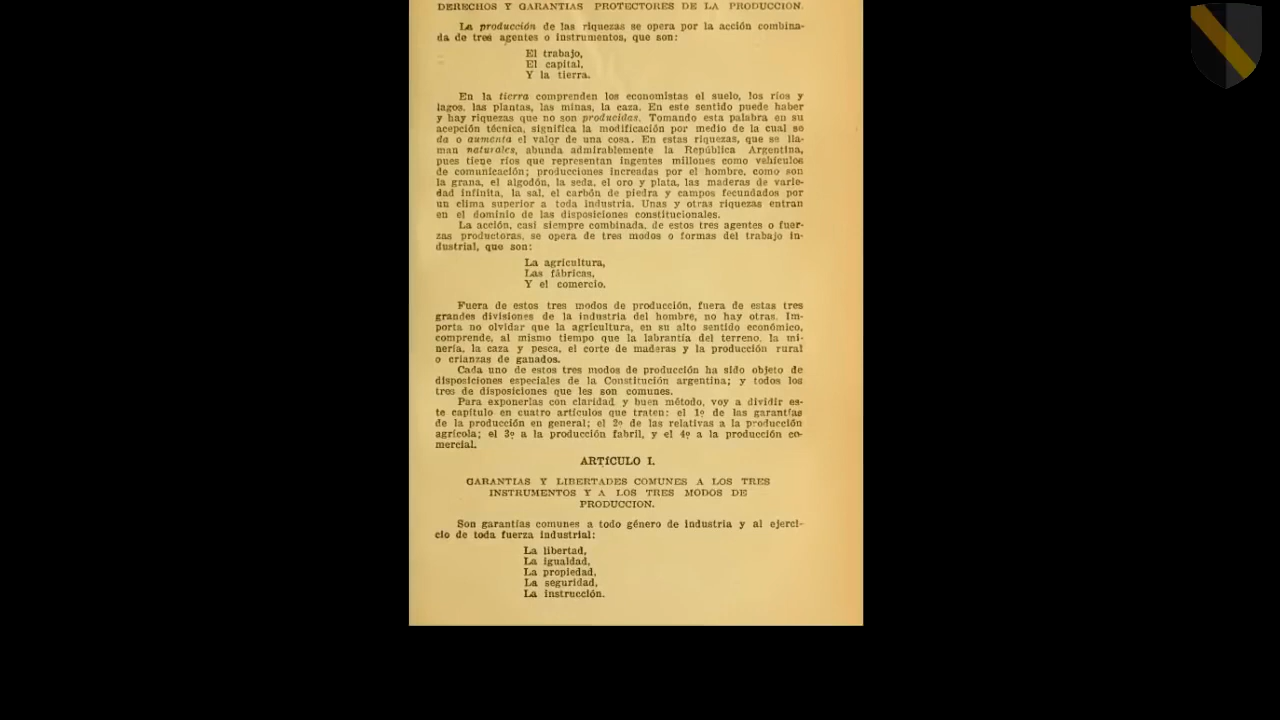 DERECHOS Y GARANTIAS PROTECTORES DE LA PRODUCCION.
La producción de las riquezas se opera por la acción combina-
da de tres agentes o instrumentos, que son:
El trabajo,
El capital,
Y la tierra.
En la tierra comprenden los economistas el suelo, los ríos y
lagos, las plantas, las minas, la caza. En este sentido puede haber
y hay riquezas que no son producidas. Tomando esta palabra en su
acepción técnica, significa la modificación por medio de la cual se
da o aumenta el valor de una cosa. En estas riquezas, que se lla-
man naturales, abunda admirablemente la República Argentina,
pues tiene ríos que representan ingentes millones como vehículos
de comunicación; producciones increadas por el hombre, como son
la grana, el algodón, la seda, el oro y plata, las maderas de varie-
dad infinita, la sal, el carbón de piedra y campos fecundados por
un clima superior a toda industria. Unas y otras riquezas entran
en el dominio de las disposiciones constitucionales.
La acción, casi siempre combinada, de estos tres agentes o fuer-
zas productoras, se opera de tres modos o formas del trabajo in-
dustrial, que son:
La agricultura,
Las fábricas,
Y el comercio.
Fuera de estos tres modos de producción, fuera de estas tres
grandes divisiones de la industria del hombre, no hay otras. Im-
porta no olvidar que la agricultura, en su alto sentido económico,
comprende, al mismo tiempo que la labrantía del terreno, la mi-
nería, la caza y pesca, el corte de maderas y la producción rural
o crianzas de ganados.
Cada uno de estos tres modos de producción ha sido objeto de
disposiciones especiales de la Constitución argentina; y todos los
tres de disposiciones que les son comunes.
Para exponerlas con claridad y buen método, voy a dividir es-
te capítulo en cuatro artículos que traten: el 1º de las garantías
de la producción en general; el 2º de las relativas a la producción
agrícola; el 3º a la producción fabril, y el 4º a la producción co-
mercial.
ARTÍCULO I.
GARANTIAS Y LIBERTADES COMUNES A LOS TRES
INSTRUMENTOS Y A LOS TRES MODOS DE
PRODUCCION.
Son garantías comunes a todo género de industria y al ejerci-
cio de toda fuerza industrial:
La libertad,
La igualdad,
La propiedad,
La seguridad,
La instrucción.